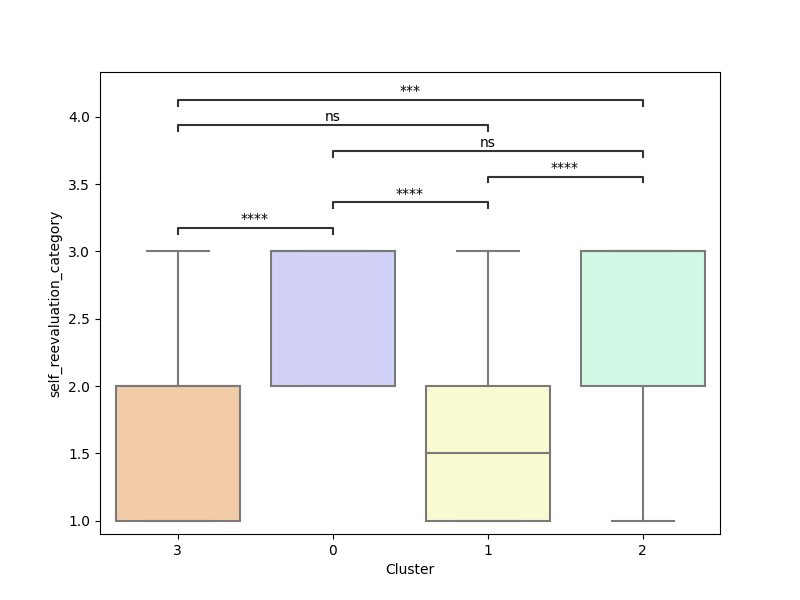 ***
4.0
ns
ns
****
3.5
****
****
3.0
2.5
2.0
1.5
1.0
self_reevaluation_category
3 0 1 2
Cluster